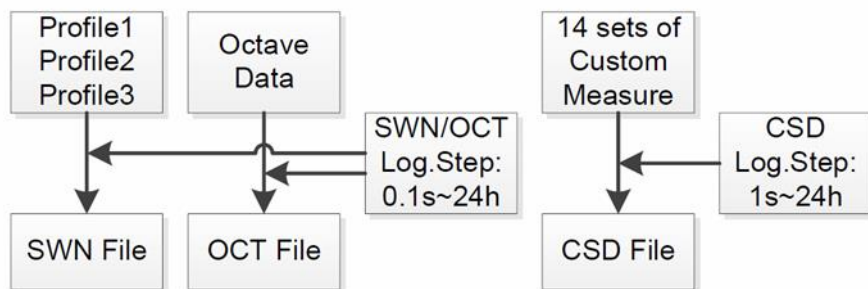 Profile1
Profile2
Profile3
Octave
Data
14 sets of
Custom
Measure
SWN/OCT
Log.Step:
0.1s~24h
CSD
Log.Step:
1s~24h
SWN File
OCT File
CSD File